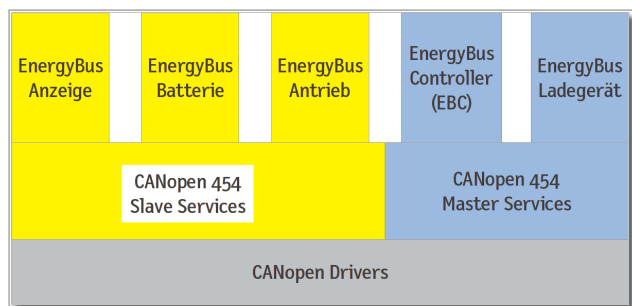 EnergyBus
Anzeige
EnergyBus
Batterie
EnergyBus
Antrieb
EnergyBus
Controller
(EBC)
EnergyBus
Ladegerät
CANopen 454
Slave Services
CANopen 454
Master Services
CANopen Drivers